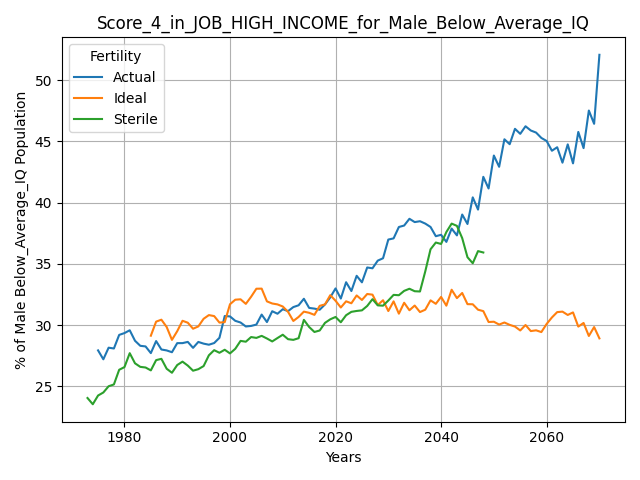 Score_4_in_JOB_HIGH_INCOME_for_Male_Below_Average_IQ
Fertility
Actual
Ideal
Sterile
% of Male Below_Average_IQ Population
50
45
40
35
30
25
1980
2000
2020
2040
2060
Years